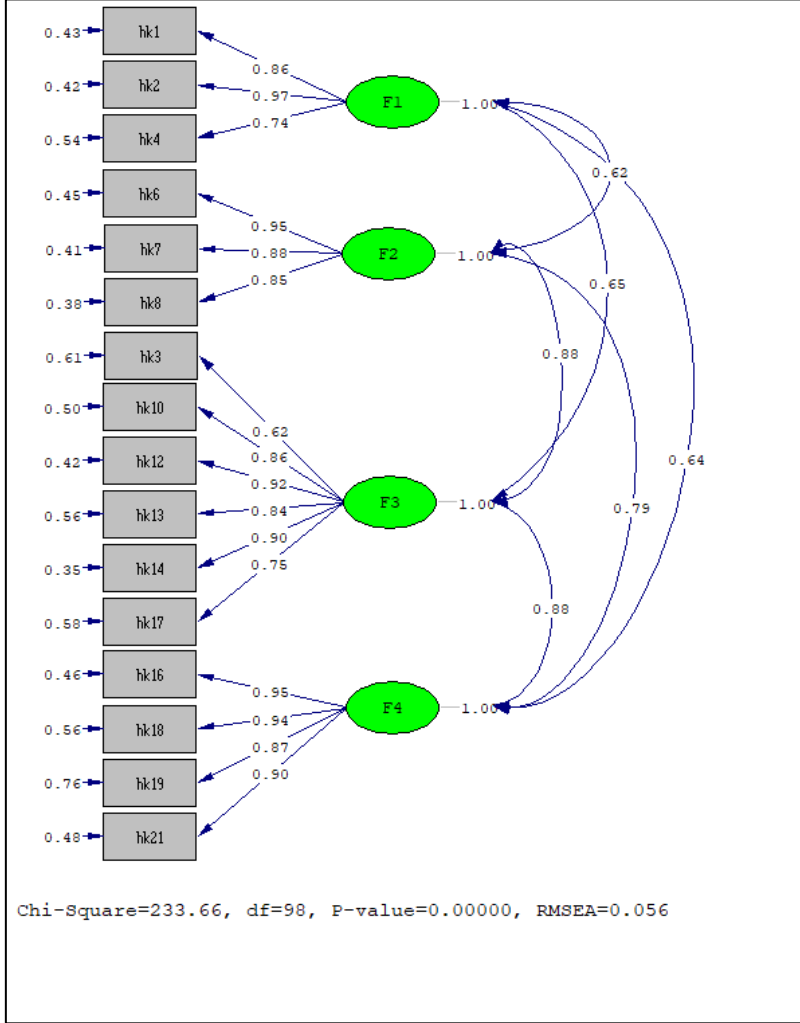 0.43 hk1
0.86
0.42 hk2 0.97 F1 1.00
0.74
0.54 hk4
0.62
0.45 hk6
0.95
0.41 hk7 0.88 F2 1.00
0.85 0.65
0.38 hk8
0.61 hk3 0.88
0.50 hk10
0.62
0.42 hk12 0.86 0.64
0.92
0.56 hk13 0.84 F3 1.00 0.79
0.90
0.35 hk14 0.75
0.88
0.58 hk17
0.46 hk16
0.95
0.56 hk18 0.94 F4 1.00
0.87
0.76 hk19 0.90
0.48 hk21
Chi-Square=233.66, df=98, P-value=0.00000, RMSEA=0.056